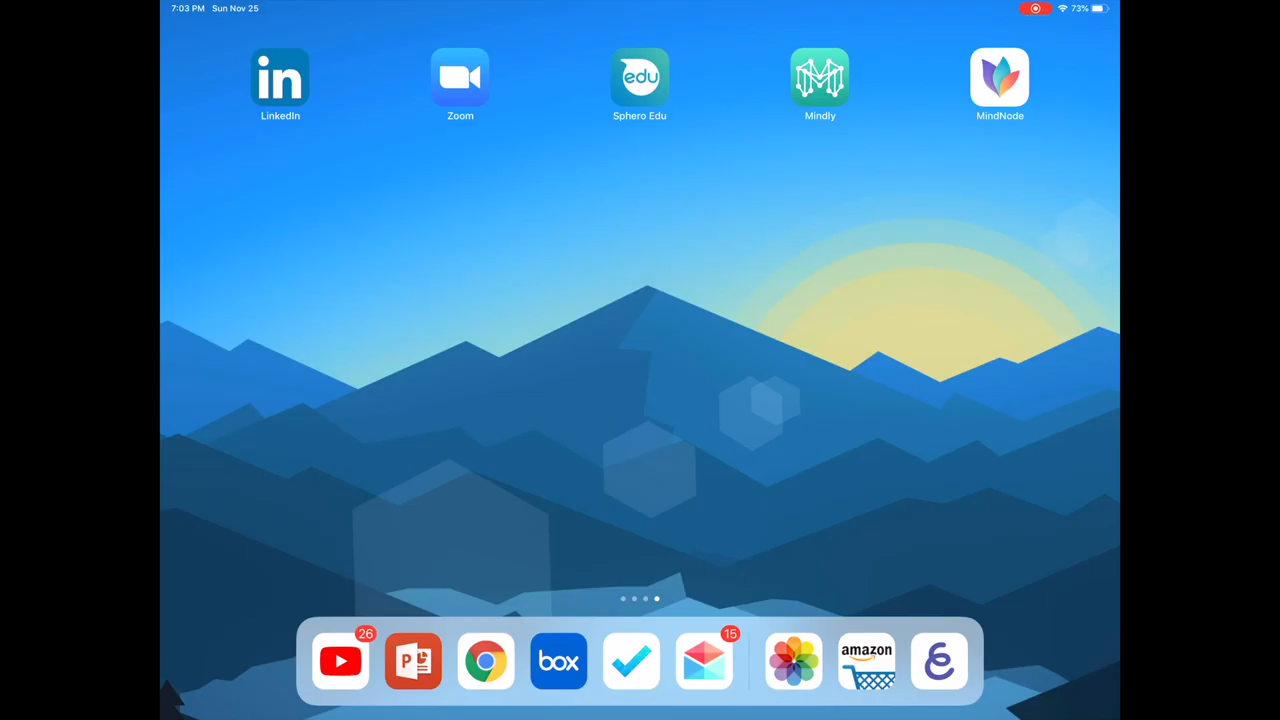 7:03 PM Sun Nov 25
73%
in
edu
LinkedIn
Zoom
Sphero Edu
Mindly
MindNode
26
15
P
box
amazon